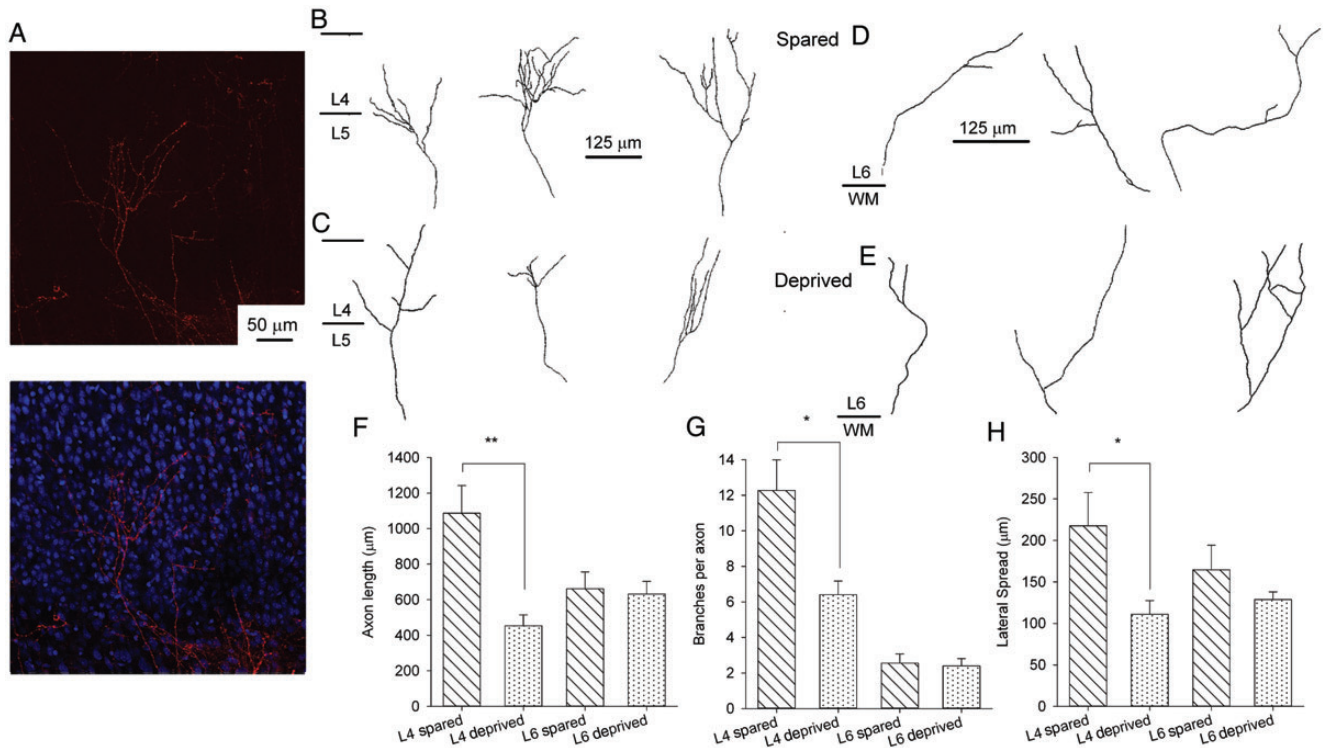 A
50 μm
B
L4
L5
125 μm
Spared
D
L6
WM
125 μm
C
L4
L5
Deprived
E
L6
WM
F
**
Axon length (μm)
1400
1200
1000
800
600
400
200
0
L4 spared
L4 deprived
L6 spared
L6 deprived
G
*
Branches per axon
14
12
10
8
6
4
2
0
L4 spared
L4 deprived
L6 spared
L6 deprived
H
*
Lateral Spread (μm)
300
250
200
150
100
50
0
L4 spared
L4 deprived
L6 spared
L6 deprived